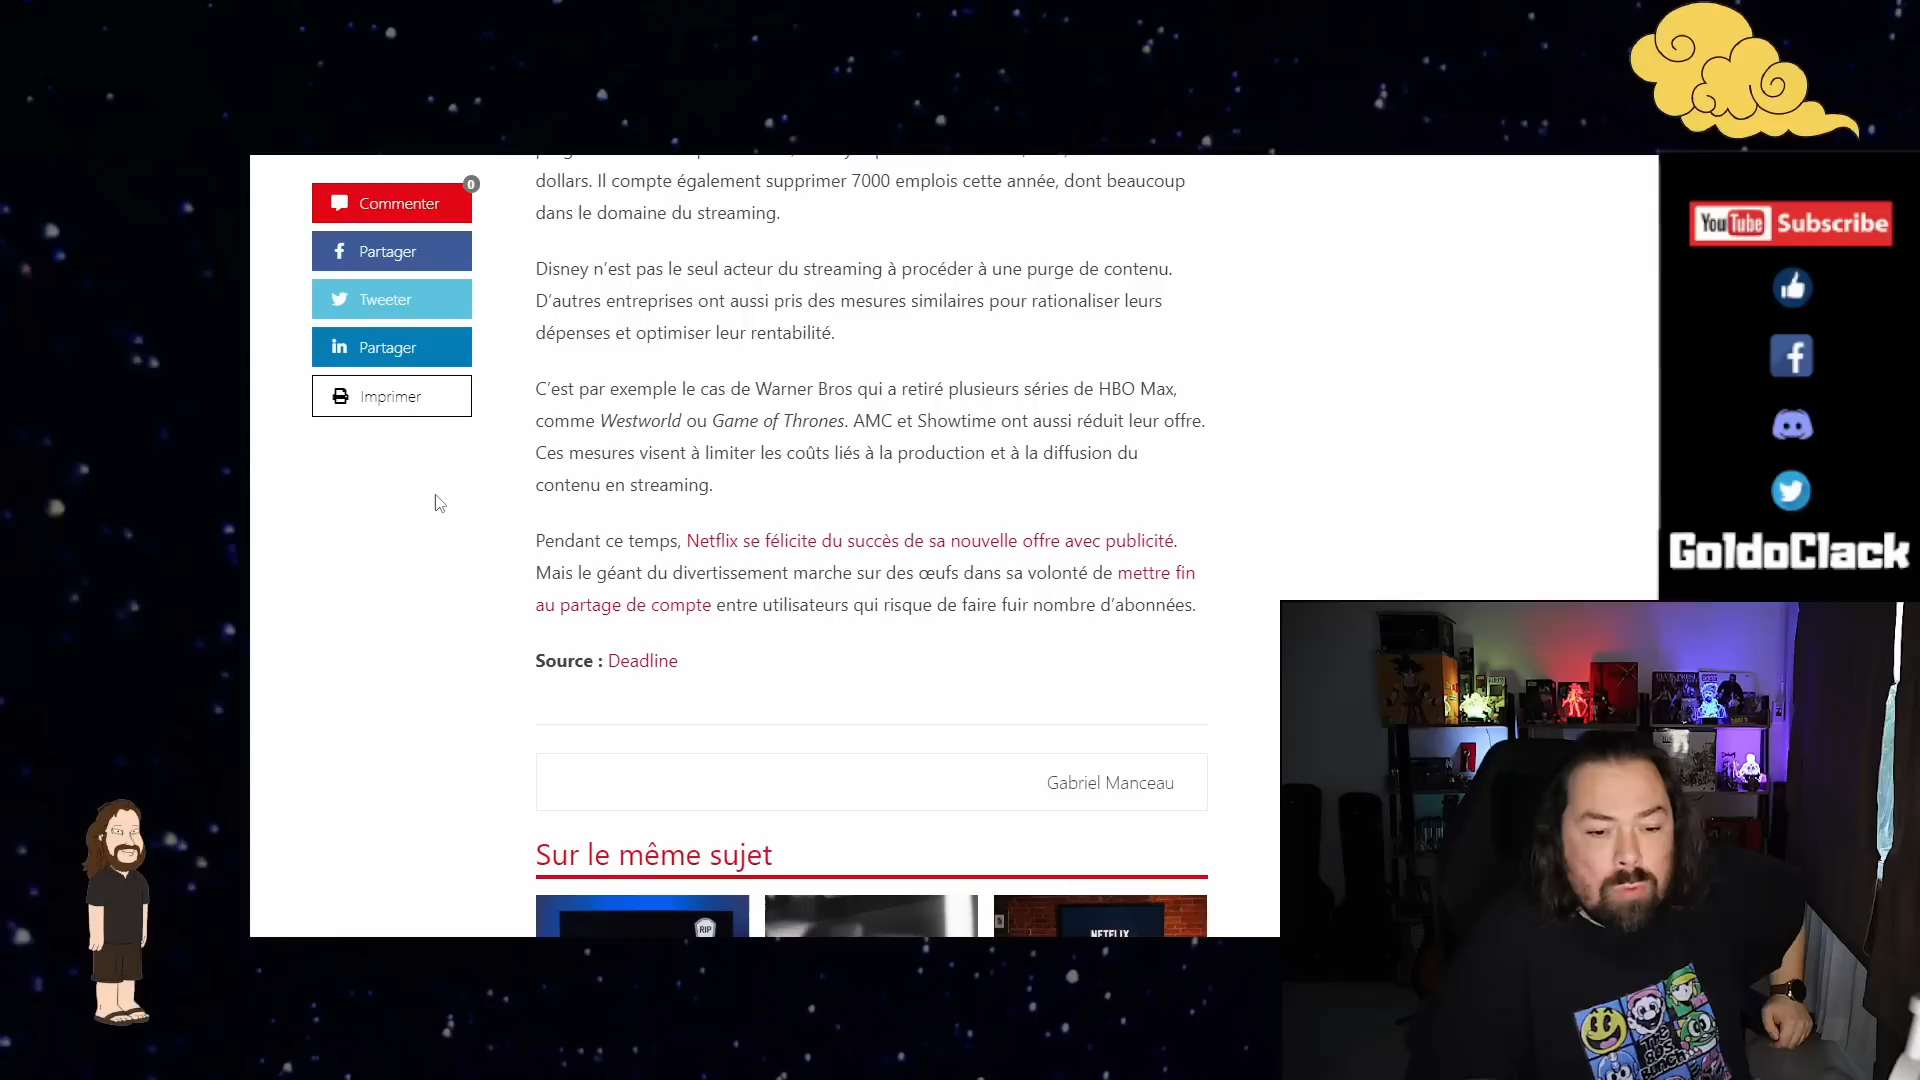 dollars. Il compte également supprimer 7000 emplois cette année, dont beaucoup
dans le domaine du streaming.
0
Commenter
Partager
Tweeter
Partager
Imprimer
Disney n’est pas le seul acteur du streaming à procéder à une purge de contenu.
D’autres entreprises ont aussi pris des mesures similaires pour rationaliser leurs
dépenses et optimiser leur rentabilité.
C’est par exemple le cas de Warner Bros qui a retiré plusieurs séries de HBO Max,
comme Westworld ou Game of Thrones. AMC et Showtime ont aussi réduit leur offre.
Ces mesures visent à limiter les coûts liés à la production et à la diffusion du
contenu en streaming.
Pendant ce temps, Netflix se félicite du succès de sa nouvelle offre avec publicité.
Mais le géant du divertissement marche sur des œufs dans sa volonté de mettre fin
au partage de compte entre utilisateurs qui risque de faire fuir nombre d’abonnées.
Source : Deadline
Gabriel Manceau
Sur le même sujet
RIP
NETFLIX
YouTube Subscribe
GoldoClack
The
80s
Bunch